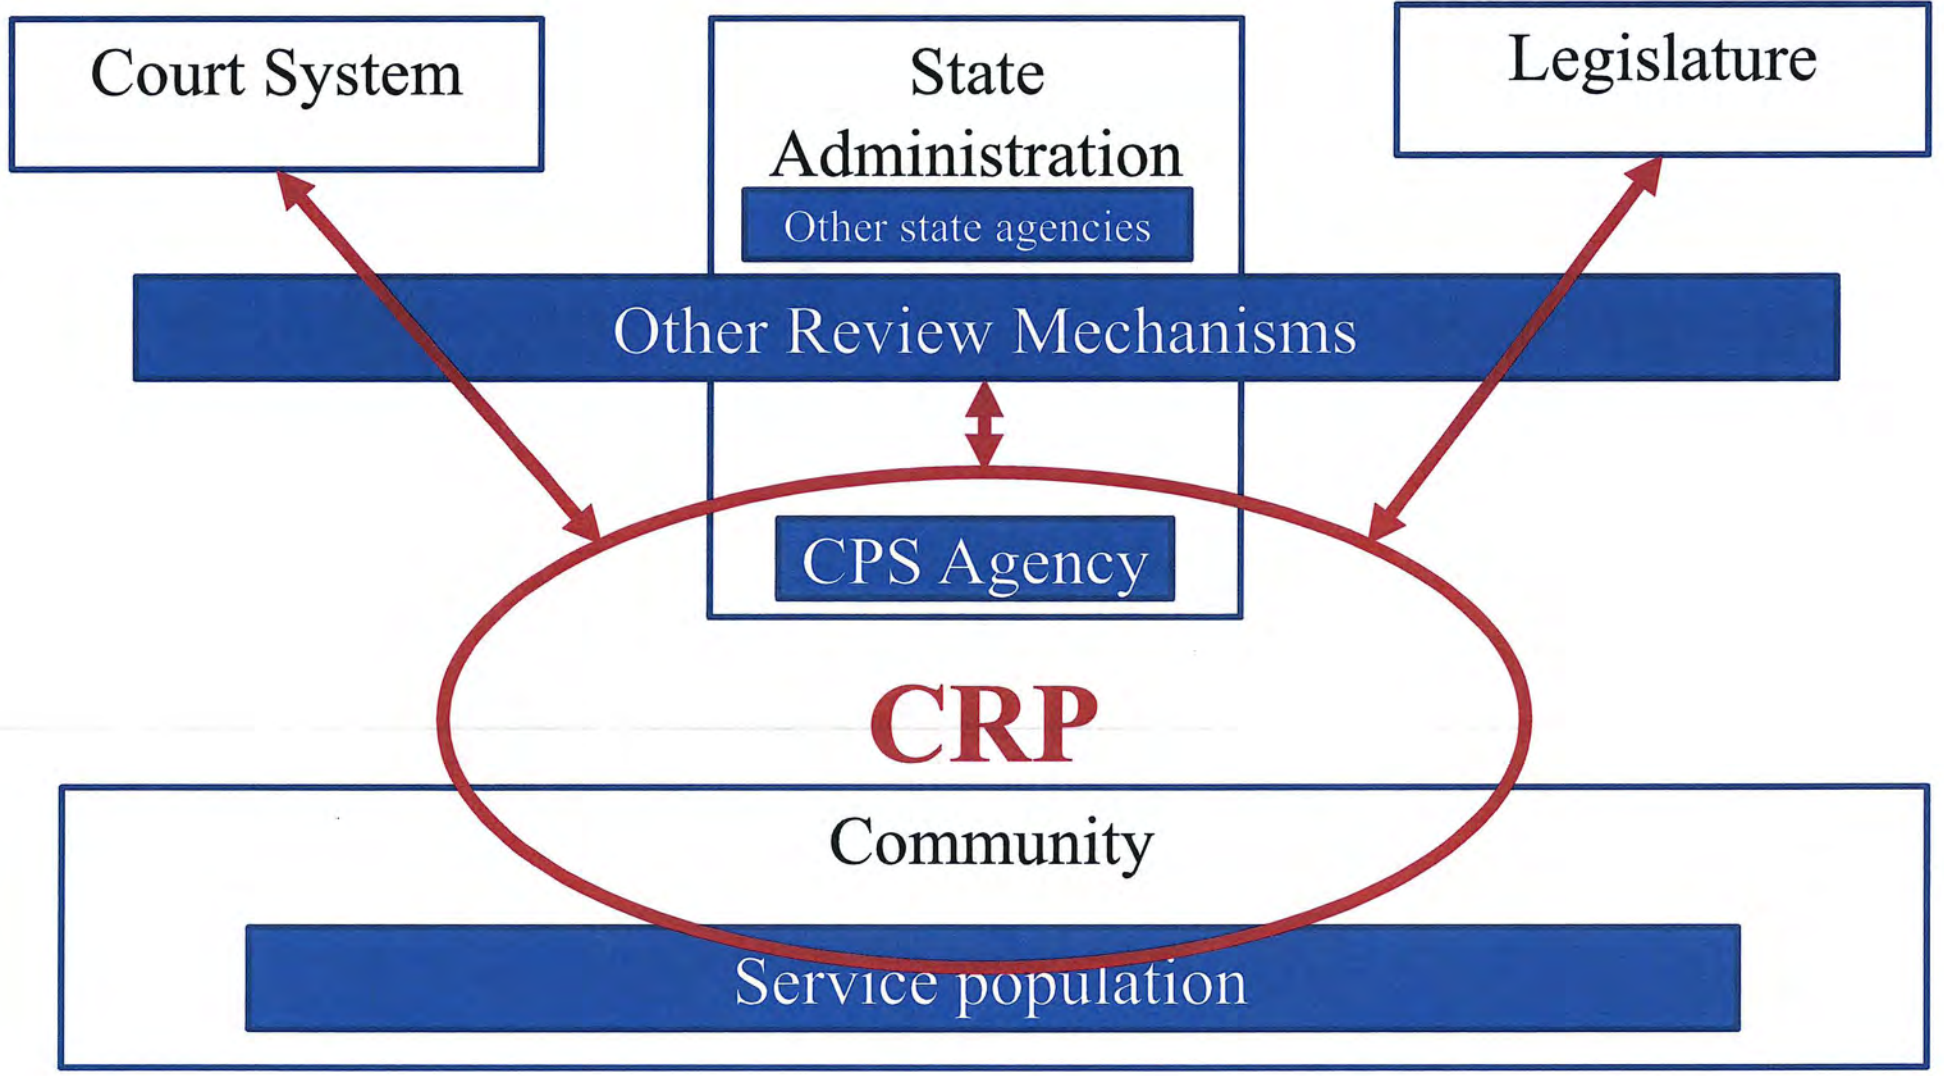 Court System
State
Administration
Legislature
Other state agencies
Other Review Mechanisms
CPS Agency
CRP
Community
Service population